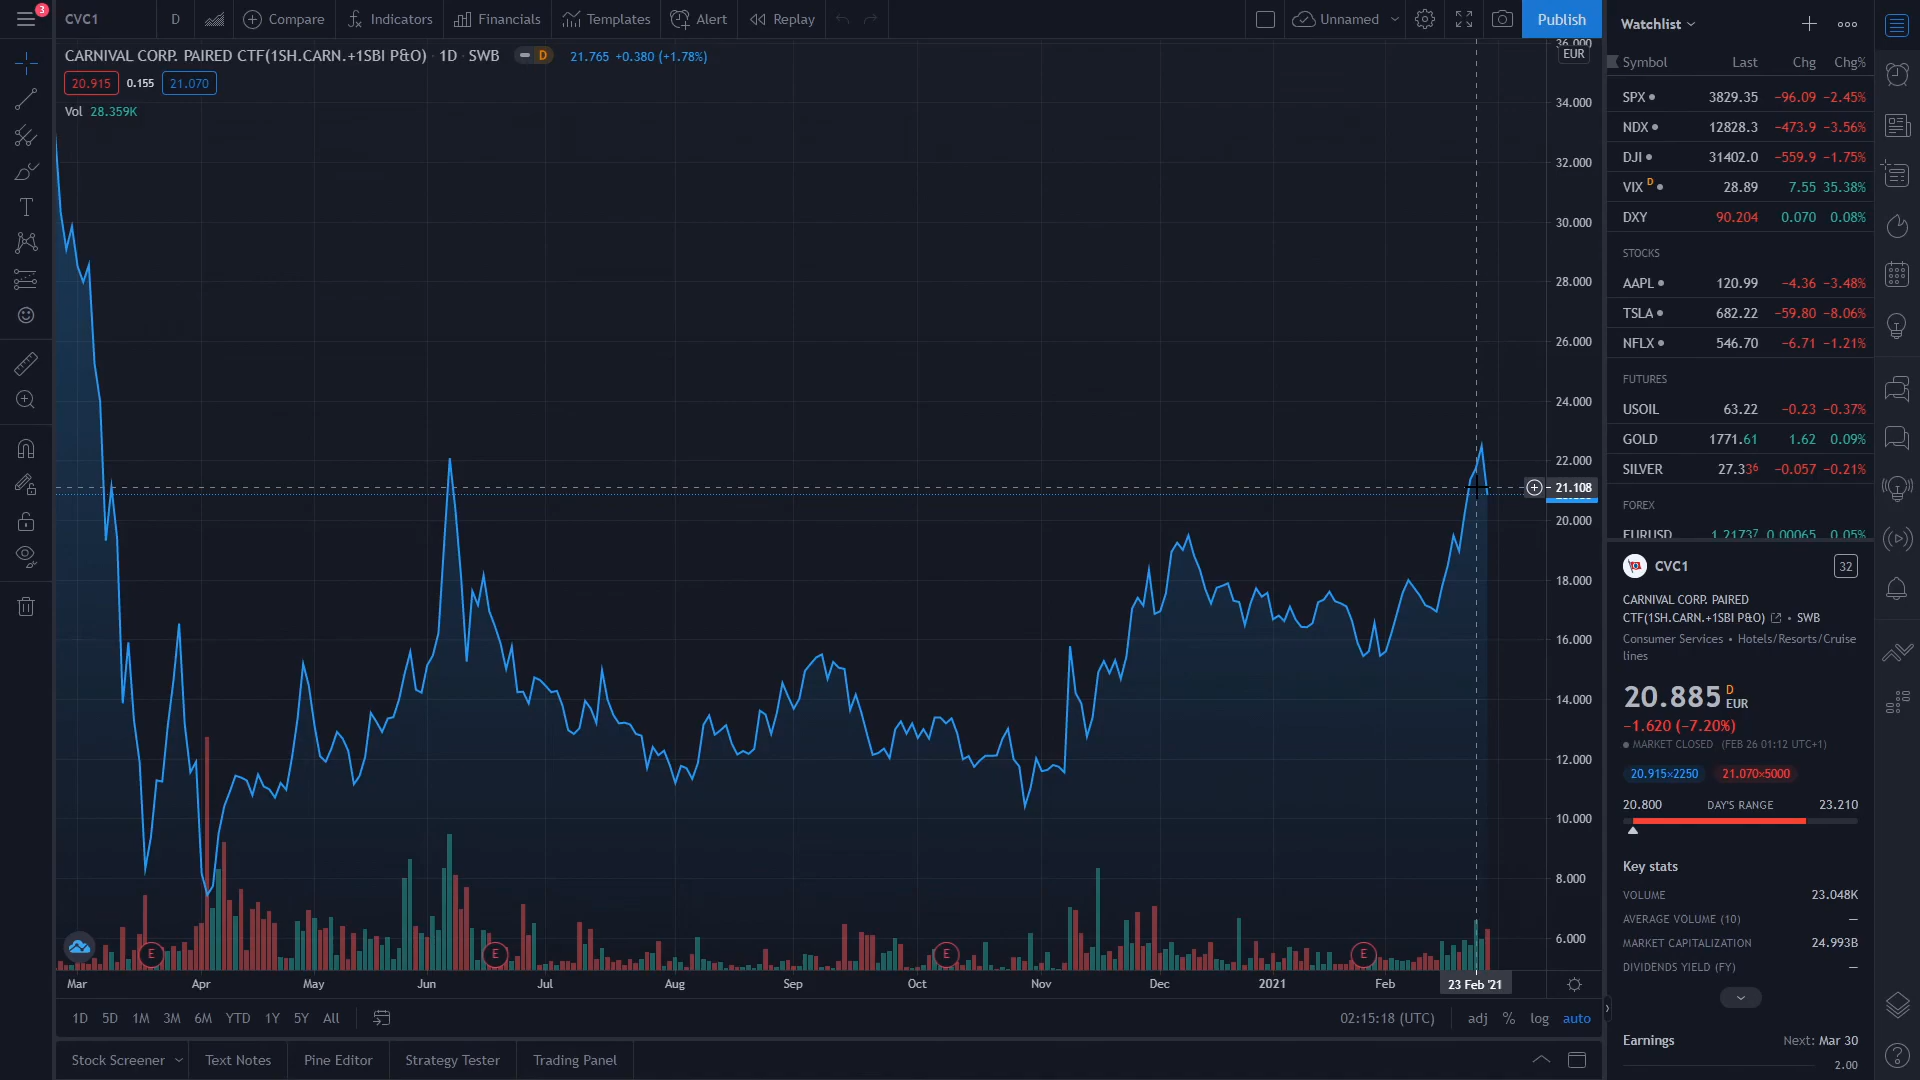 3
CVC1
D
Compare
Indicators
Financials
Templates
Alert
Replay
Unnamed
Publish
CARNIVAL CORP. PAIRED CTF(1SH.CARN.+1SBI P&O) · 1D · SWB
D
21.765 +0.380 (+1.78%)
20.915 0.155 21.070
Vol 28.359K
36.000
EUR
34.000
32.000
30.000
28.000
26.000
24.000
22.000
21.108
20.000
18.000
16.000
14.000
12.000
10.000
8.000
6.000
E E E E
Mar Apr May Jun Jul Aug Sep Oct Nov Dec 2021 Feb 23 Feb '21
1D 5D 1M 3M 6M YTD 1Y 5Y All
02:15:18 (UTC) adj % log auto
Stock Screener Text Notes Pine Editor Strategy Tester Trading Panel
Watchlist
Symbol Last Chg Chg%
SPX 3829.35 −96.09 −2.45%
NDX 12828.3 −473.9 −3.56%
DJI 31402.0 −559.9 −1.75%
VIX D 28.89 7.55 35.38%
DXY 90.204 0.070 0.08%
STOCKS
AAPL 120.99 −4.36 −3.48%
TSLA 682.22 −59.80 −8.06%
NFLX 546.70 −6.71 −1.21%
FUTURES
USOIL 63.22 −0.23 −0.37%
GOLD 1771.61 1.62 0.09%
SILVER 27.336 −0.057 −0.21%
FOREX
EURUSD 1.21737 0.00065 0.05%
CVC1 32
CARNIVAL CORP. PAIRED
CTF(1SH.CARN.+1SBI P&O) • SWB
Consumer Services • Hotels/Resorts/Cruise
lines
20.885 D EUR
−1.620 (−7.20%)
MARKET CLOSED (FEB 26 01:12 UTC+1)
20.915×2250 21.070×5000
20.800 DAY'S RANGE 23.210
Key stats
VOLUME 23.048K
AVERAGE VOLUME (10) —
MARKET CAPITALIZATION 24.993B
DIVIDENDS YIELD (FY) —
Earnings Next: Mar 30
2.00